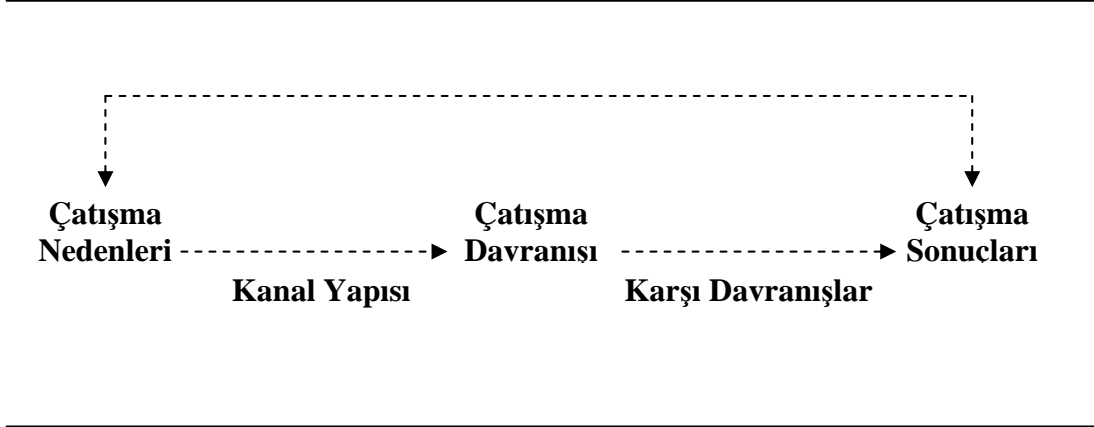 Çatışma Çatışma Çatışma
Nedenleri Davranışı Sonuçları
Kanal Yapısı Karşı Davranışlar